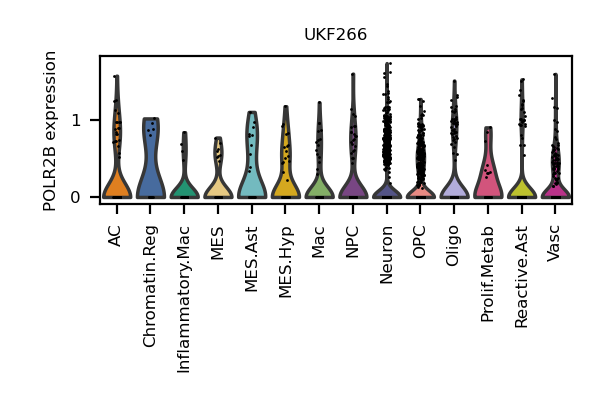 UKF266
POLR2B expression
1
0
AC
Chromatin.Reg
Inflammatory.Mac
MES
MES.Ast
MES.Hyp
Mac
NPC
Neuron
OPC
Oligo
Prolif.Metab
Reactive.Ast
Vasc